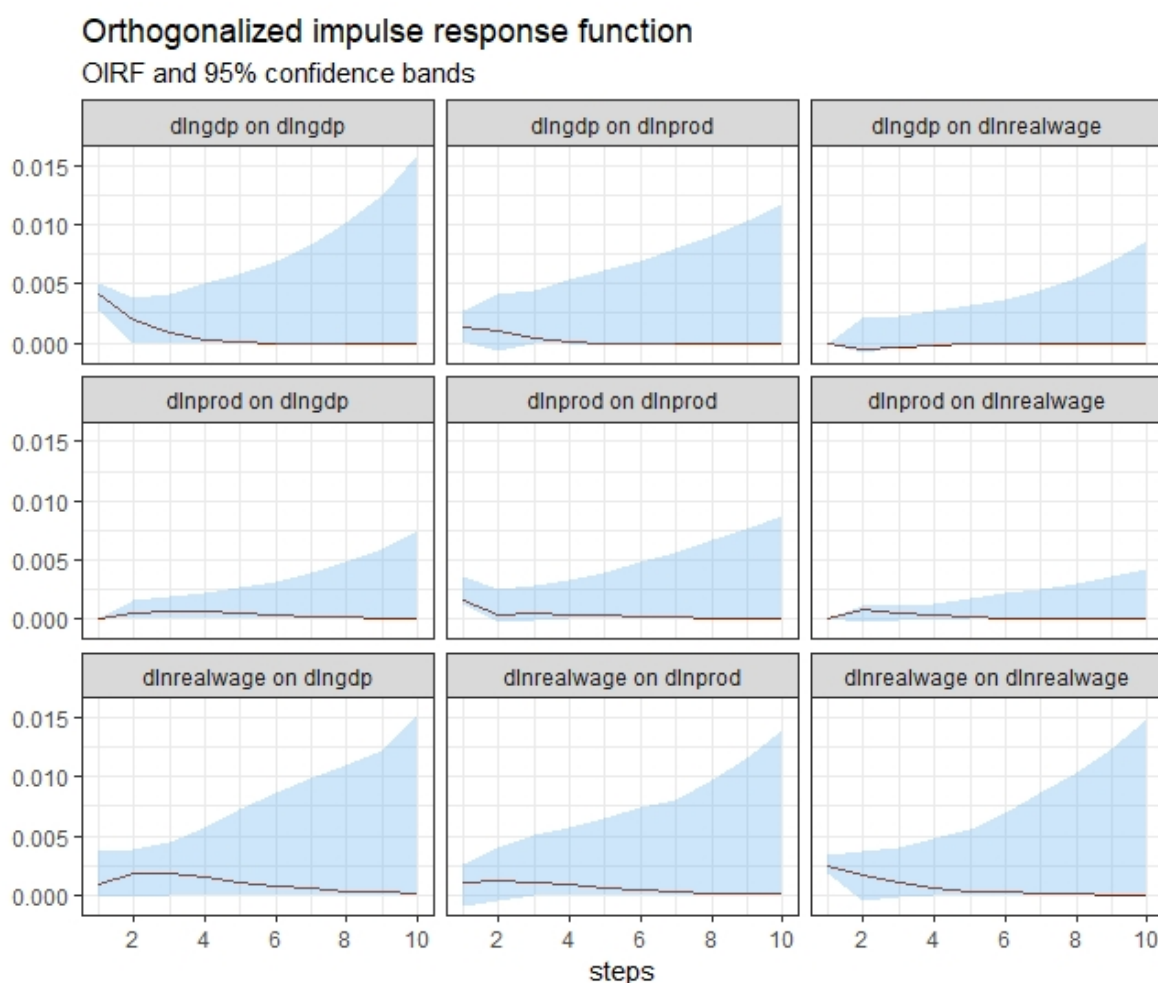 Orthogonalized impulse response function
OIRF and 95% confidence bands
dlngdp on dlngdp
dlngdp on dlnprod
dlngdp on dlnrealwage
0.015
0.010
0.005
0.000
dlnprod on dlngdp
dlnprod on dlnprod
dlnprod on dlnrealwage
0.015
0.010
0.005
0.000
dlnrealwage on dlngdp
dlnrealwage on dlnprod
dlnrealwage on dlnrealwage
0.015
0.010
0.005
0.000
2 4 6 8 10
2 4 6 8 10
2 4 6 8 10
steps